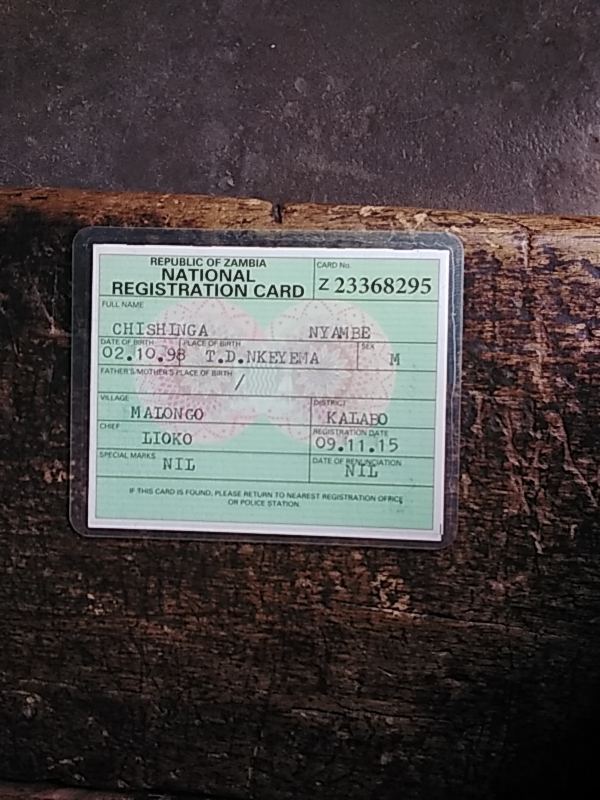 REPUBLIC OF ZAMBIA
NATIONAL
REGISTRATION CARD
CARD No.
Z 23368295
FULL NAME
CHISHINGA NYAMBE
DATE OF BIRTH PLACE OF BIRTH SEX
02.10.98 T.D.NKEYEMA M
FATHER'S/MOTHER'S PLACE OF BIRTH
/
VILLAGE DISTRICT
MALONGO KALABO
CHIEF REGISTRATION DATE
LIOKO 09.11.15
SPECIAL MARKS DATE OF RENUNCIATION
NIL NIL
IF THIS CARD IS FOUND, PLEASE RETURN TO NEAREST REGISTRATION OFFICE
OR POLICE STATION.